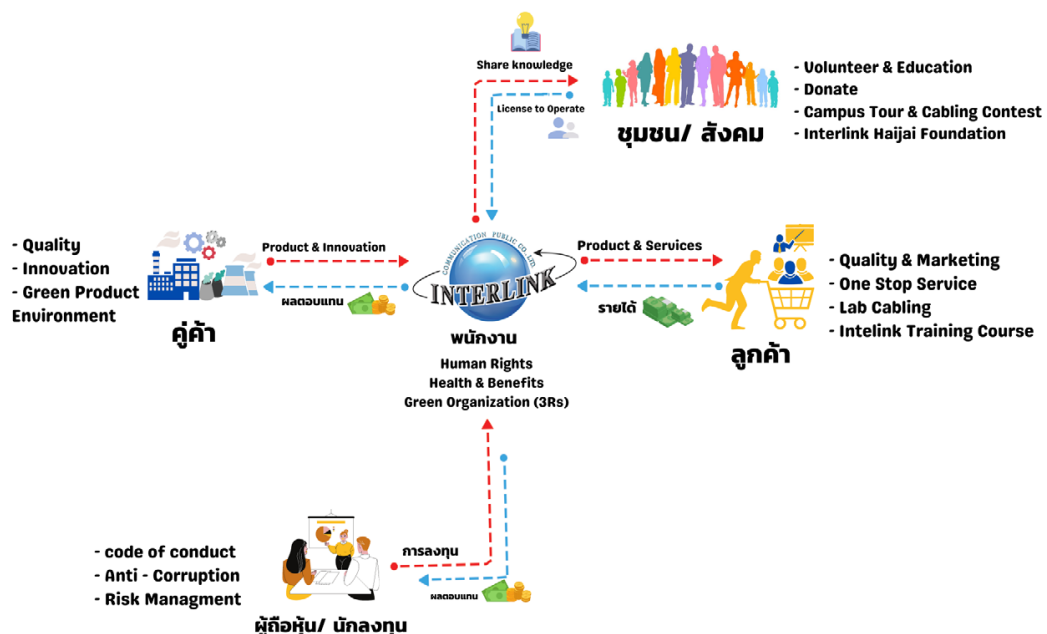 Share knowledge
License to Operate
ชุมชน/ สังคม
- Volunteer & Education
- Donate
- Campus Tour & Cabling Contest
- Interlink Haijai Foundation
- Quality
- Innovation
- Green Product
Environment
คู่ค้า
Product & Innovation
ผลตอบแทน
COMMUNICATION PUBLIC CO.,LTD.
INTERLINK
พนักงาน
Human Rights
Health & Benefits
Green Organization (3Rs)
Product & Services
รายได้
ลูกค้า
- Quality & Marketing
- One Stop Service
- Lab Cabling
- Intelink Training Course
- code of conduct
- Anti - Corruption
- Risk Managment
การลงทุน
ผลตอบแทน
ผู้ถือหุ้น/ นักลงทุน